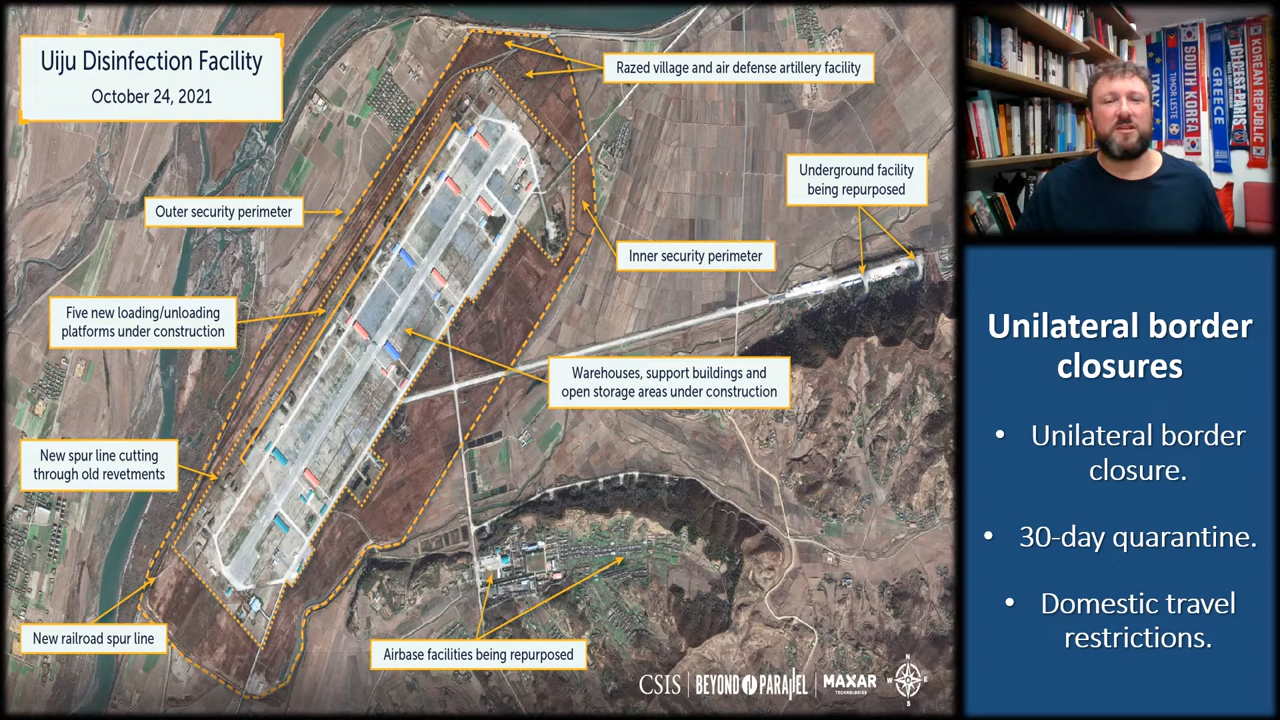 Uiju Disinfection Facility
October 24, 2021
Razed village and air defense artillery facility
Underground facility
being repurposed
Outer security perimeter
Inner security perimeter
Five new loading/unloading
platforms under construction
Warehouses, support buildings and
open storage areas under construction
New spur line cutting
through old revetments
New railroad spur line
Airbase facilities being repurposed
CSIS
BEYOND PARALLEL
MAXAR
TECHNOLOGIES
N
W
E
S
ITALY
TIMOR LESTE
SOUTH KOREA
GREECE
KOREAN REPUBLIC
Unilateral border
closures
• Unilateral border
closure.
• 30-day quarantine.
• Domestic travel
restrictions.